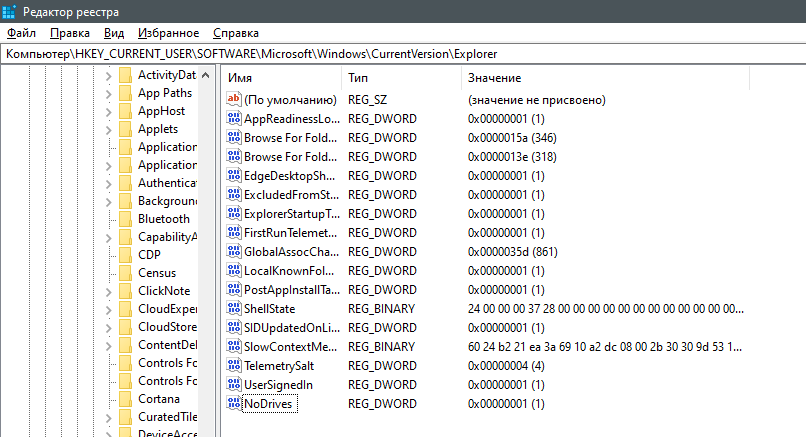 Редактор реестра
Файл Правка Вид Избранное Справка
Компьютер\HKEY_CURRENT_USER\SOFTWARE\Microsoft\Windows\CurrentVersion\Explorer
ActivityData
App Paths
AppHost
Applets
Application
Application
Authenticat
Background
Bluetooth
CapabilityA
CDP
Census
ClickNote
CloudExper
CloudStore
ContentDel
Controls Fo
Controls Fo
Cortana
CuratedTile
DeviceAcce
Имя Тип Значение
(По умолчанию) REG_SZ (значение не присвоено)
AppReadinessLo... REG_DWORD 0x00000001 (1)
Browse For Fold... REG_DWORD 0x0000015a (346)
Browse For Fold... REG_DWORD 0x0000013e (318)
EdgeDesktopSh... REG_DWORD 0x00000001 (1)
ExcludedFromSt... REG_DWORD 0x00000001 (1)
ExplorerStartupT... REG_DWORD 0x00000001 (1)
FirstRunTelemet... REG_DWORD 0x00000001 (1)
GlobalAssocCha... REG_DWORD 0x0000035d (861)
LocalKnownFol... REG_DWORD 0x00000001 (1)
PostAppInstallTa... REG_DWORD 0x00000001 (1)
ShellState REG_BINARY 24 00 00 00 37 28 00 00 00 00 00 00 00 00 00 00 00...
SIDUpdatedOnLi... REG_DWORD 0x00000001 (1)
SlowContextMe... REG_BINARY 60 24 b2 21 ea 3a 69 10 a2 dc 08 00 2b 30 30 9d 53 1...
TelemetrySalt REG_DWORD 0x00000004 (4)
UserSignedIn REG_DWORD 0x00000001 (1)
NoDrives REG_DWORD 0x00000001 (1)